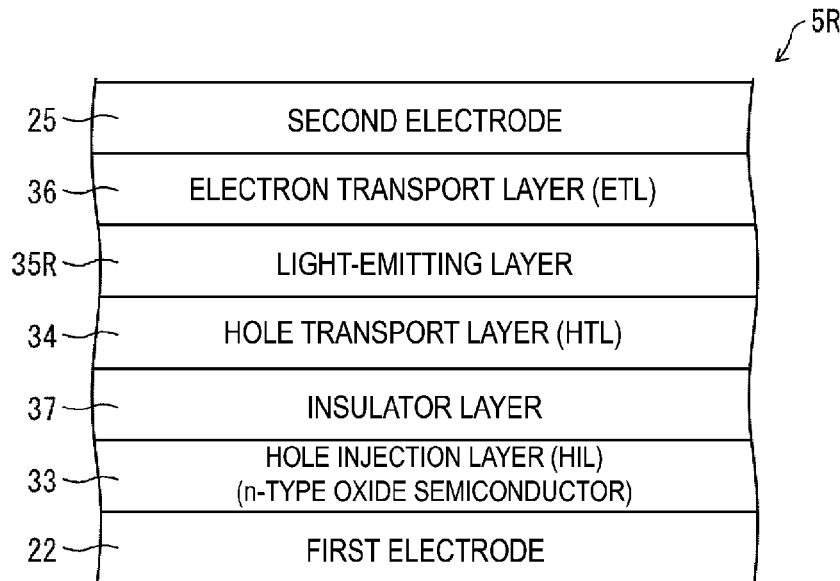 5R
25 SECOND ELECTRODE
36 ELECTRON TRANSPORT LAYER (ETL)
35R LIGHT-EMITTING LAYER
34 HOLE TRANSPORT LAYER (HTL)
37 INSULATOR LAYER
33 HOLE INJECTION LAYER (HIL)
(n-TYPE OXIDE SEMICONDUCTOR)
22 FIRST ELECTRODE